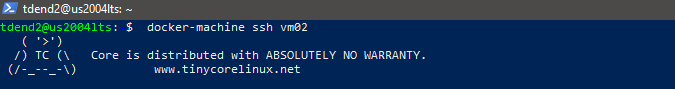 tdend2@us2004lts: ~
tdend2@us2004lts:~$ docker-machine ssh vm02
   ( '>')
  /) TC (\   Core is distributed with ABSOLUTELY NO WARRANTY.
 (/-_--_-\)           www.tinycorelinux.net